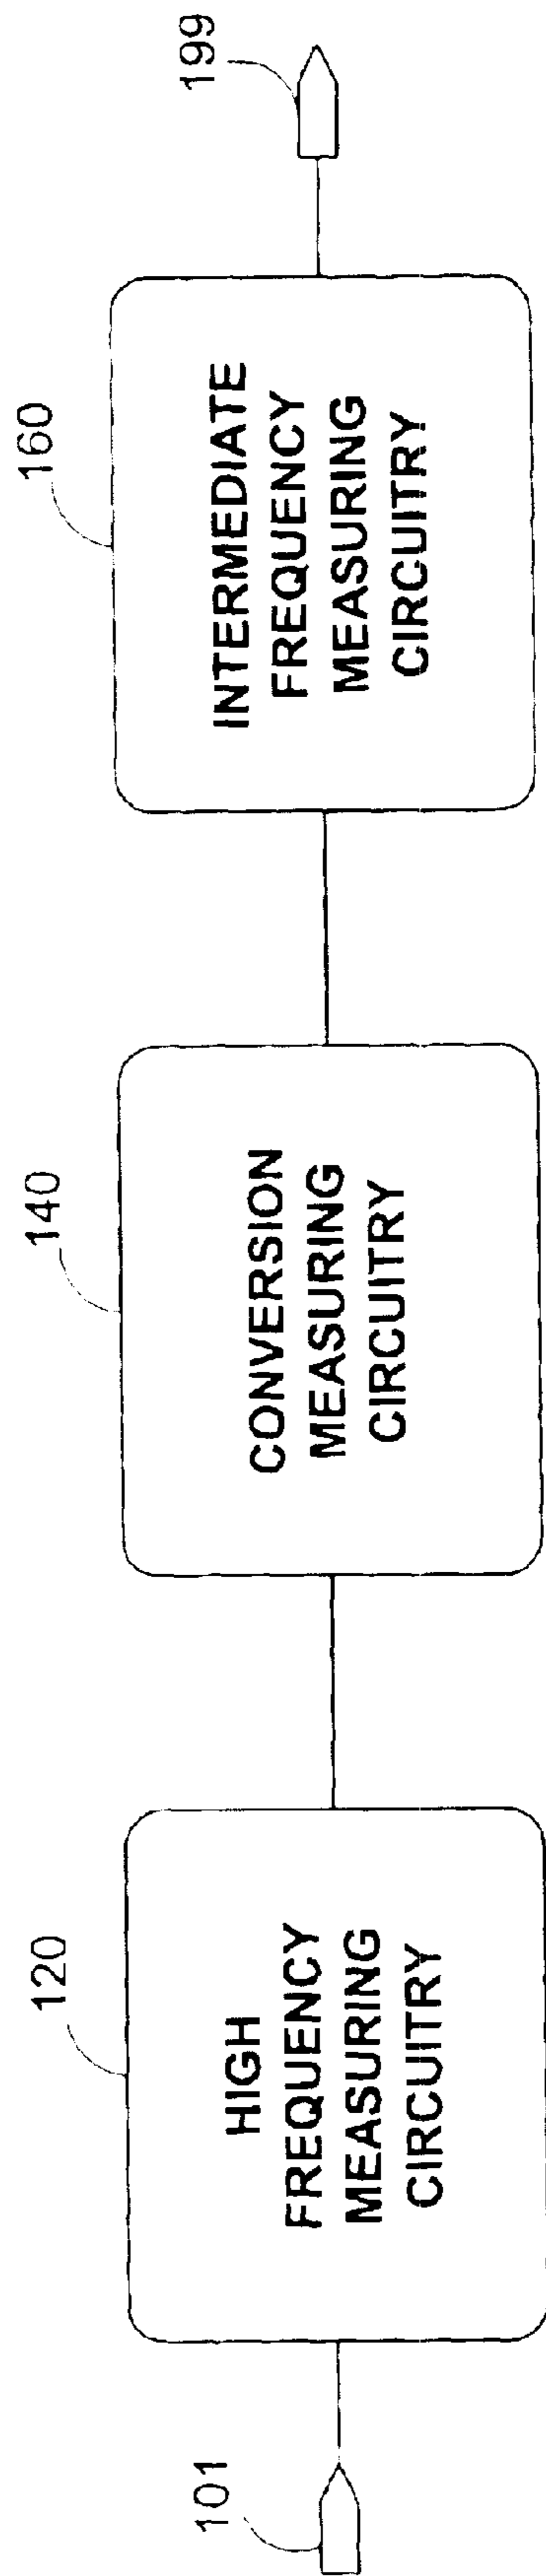 101
120
HIGH
FREQUENCY
MEASURING
CIRCUITRY
140
CONVERSION
MEASURING
CIRCUITRY
160
INTERMEDIATE
FREQUENCY
MEASURING
CIRCUITRY
199